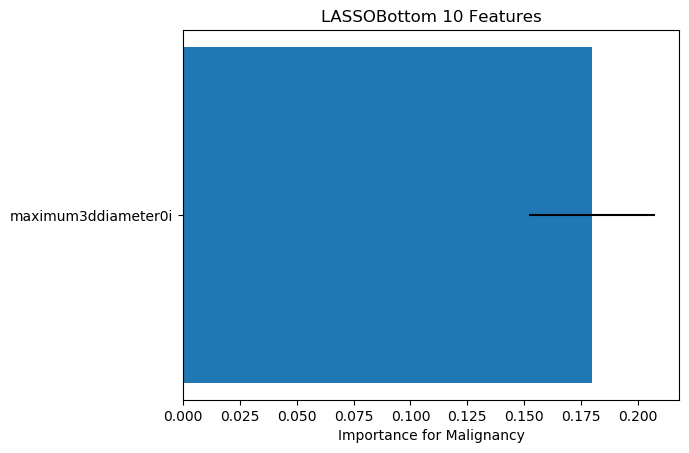 LASSOBottom 10 Features
maximum3ddiameter0i
0.000 0.025 0.050 0.075 0.100 0.125 0.150 0.175 0.200
Importance for Malignancy